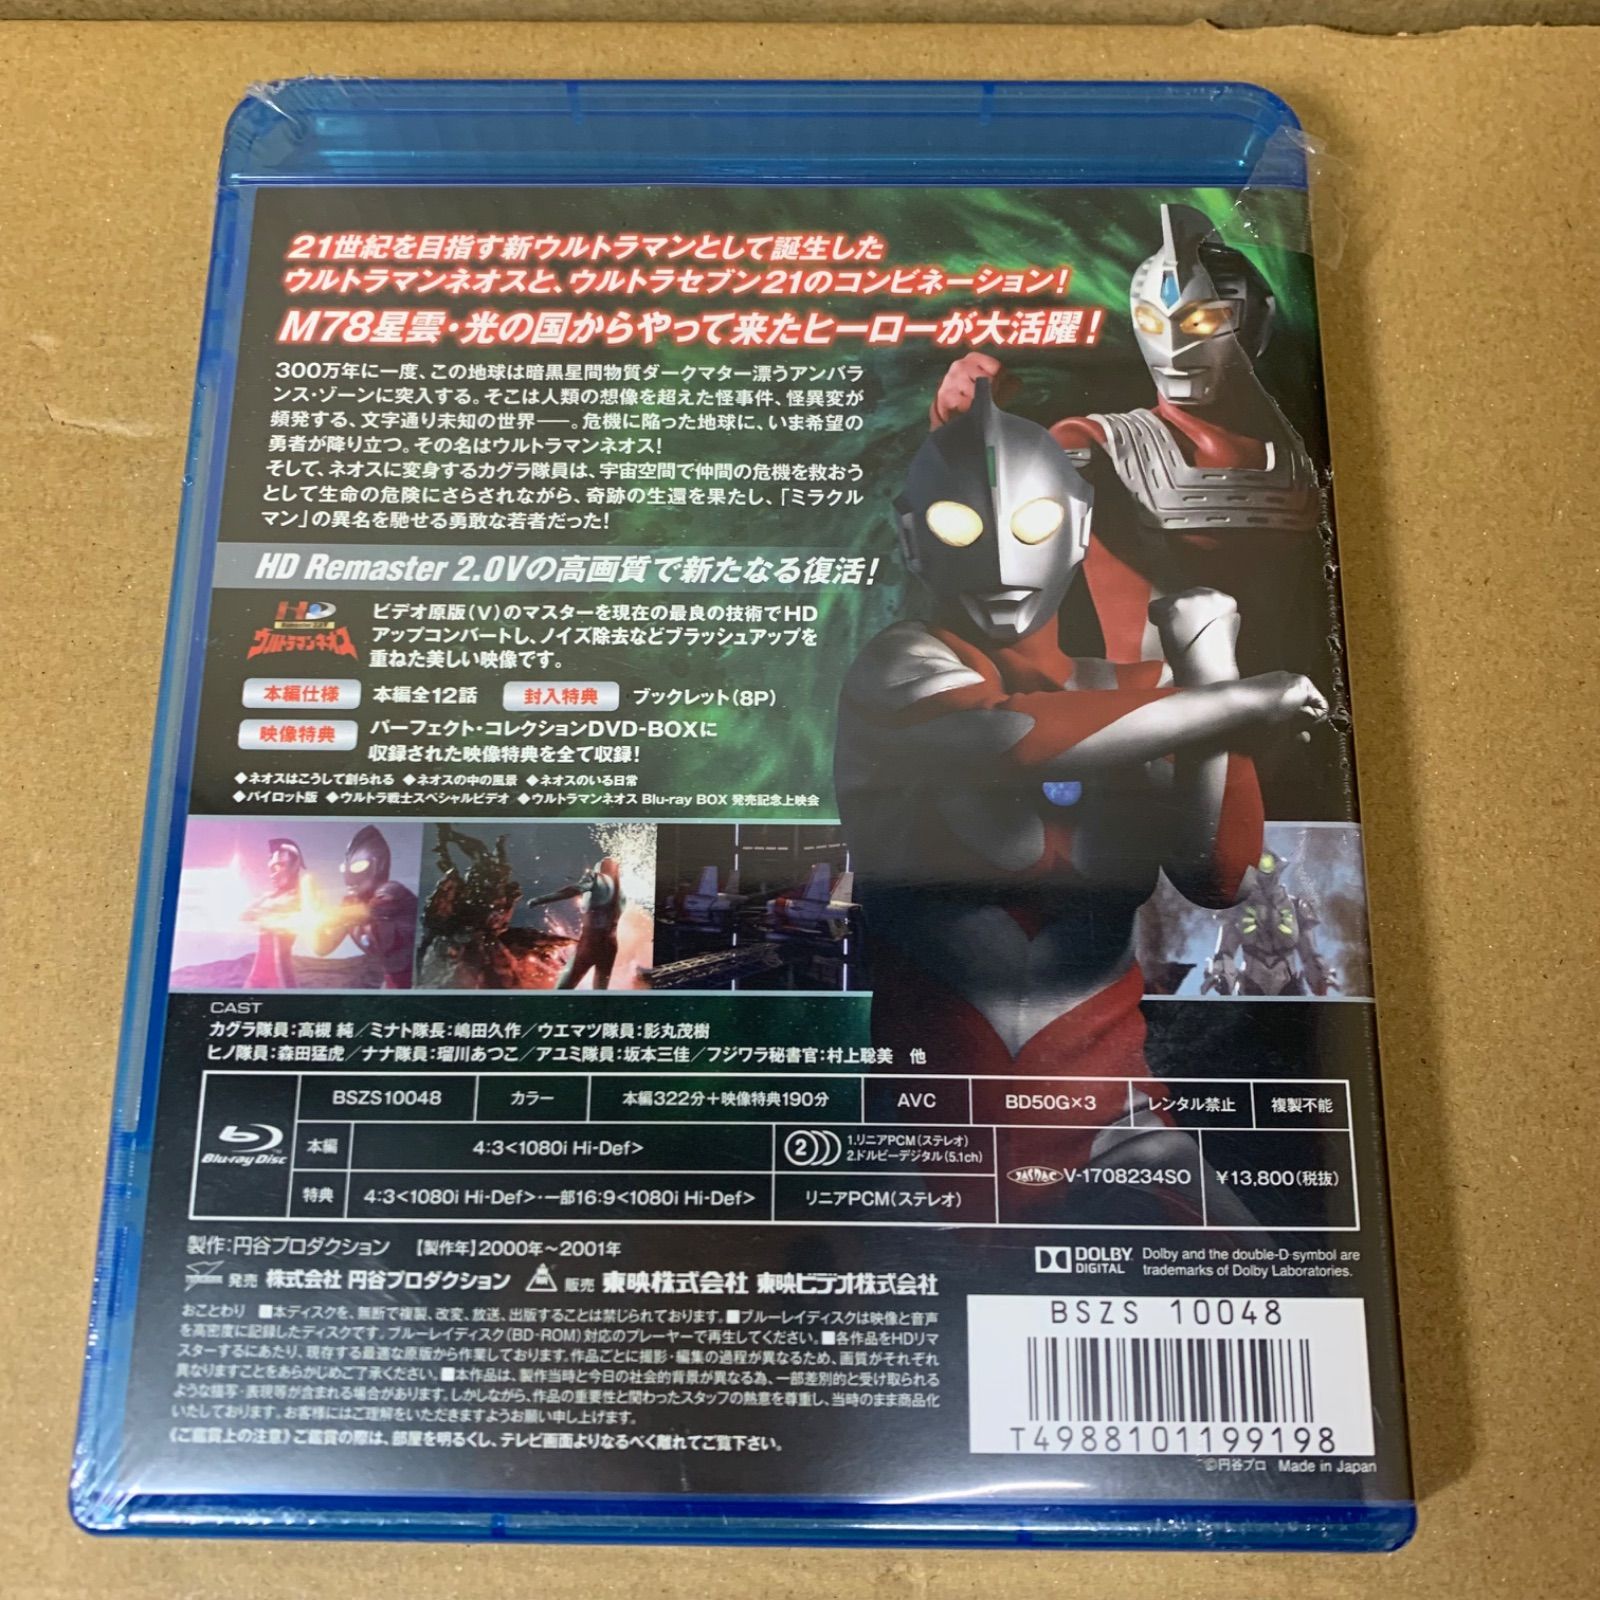 21世紀を目指す新ウルトラマンとして誕生した
ウルトラマンネオスと、ウルトラセブン21のコンビネーション!
M78星雲・光の国からやって来たヒーローが大活躍!
300万年に一度、この地球は暗黒星間物質ダークマター漂うアンバラ
ンス・ゾーンに突入する。そこは人類の想像を超えた怪事件、怪異変が
頻発する、文字通り未知の世界──。危機に陥った地球に、いま希望の
勇者が降り立つ。その名はウルトラマンネオス!
そして、ネオスに変身するカグラ隊員は、宇宙空間で仲間の危機を救おう
として生命の危険にさらされながら、奇跡の生還を果たし、「ミラクル
マン」の異名を馳せる勇敢な若者だった!
HD Remaster 2.0Vの高画質で新たなる復活!
HD
Remaster 2.0V
ウルトラマンネオス
ビデオ原版(V)のマスターを現在の最良の技術でHD
アップコンバートし、ノイズ除去などブラッシュアップを
重ねた美しい映像です。
本編仕様 本編全12話 封入特典 ブックレット(8P)
映像特典 パーフェクト・コレクションDVD-BOXに
収録された映像特典を全て収録!
◆ネオスはこうして創られる ◆ネオスの中の風景 ◆ネオスのいる日常
◆パイロット版 ◆ウルトラ戦士スペシャルビデオ ◆ウルトラマンネオス Blu-ray BOX 発売記念上映会
CAST
カグラ隊員:高槻 純/ミナト隊長:嶋田久作/ウエマツ隊員:影丸茂樹
ヒノ隊員:森田猛虎/ナナ隊員:瑠川あつこ/アユミ隊員:坂本三佳/フジワラ秘書官:村上聡美 他
Blu-ray Disc
BSZS10048 カラー 本編322分+映像特典190分 AVC BD50G×3 レンタル禁止 複製不能
本編 4:3<1080i Hi-Def> 2 1.リニアPCM(ステレオ)
2.ドルビーデジタル(5.1ch)
特典 4:3<1080i Hi-Def>・一部16:9<1080i Hi-Def> リニアPCM(ステレオ)
JASRAC V-1708234SO ¥13,800(税抜)
製作:円谷プロダクション 【製作年】2000年~2001年
発売 株式会社 円谷プロダクション 販売 東映株式会社 東映ビデオ株式会社
DOLBY
DIGITAL
Dolby and the double-D symbol are
trademarks of Dolby Laboratories.
おことわり ■本ディスクを、無断で複製、改変、放送、出版することは禁じられております。■ブルーレイディスクは映像と音声
を高密度に記録したディスクです。ブルーレイディスク(BD-ROM)対応のプレーヤーで再生してください。■各作品をHDリマ
スターするにあたり、現存する最適な原版から作業しております。作品ごとに撮影・編集の過程が異なるため、画質がそれぞれ
異なりますことをあらかじめご了承ください。■本作品は、製作当時と今日の社会的背景が異なる為、一部差別的と受け取られる
ような描写・表現等が含まれる場合があります。しかしながら、作品の重要性と関わったスタッフの熱意を尊重し、当時のまま商品化
いたしております。お客様にはご理解をいただきますようお願い申し上げます。
《ご鑑賞上の注意》ご鑑賞の際は、部屋を明るくし、テレビ画面よりなるべく離れてご覧下さい。
BSZS 10048
T4988101199198
©円谷プロ Made in Japan